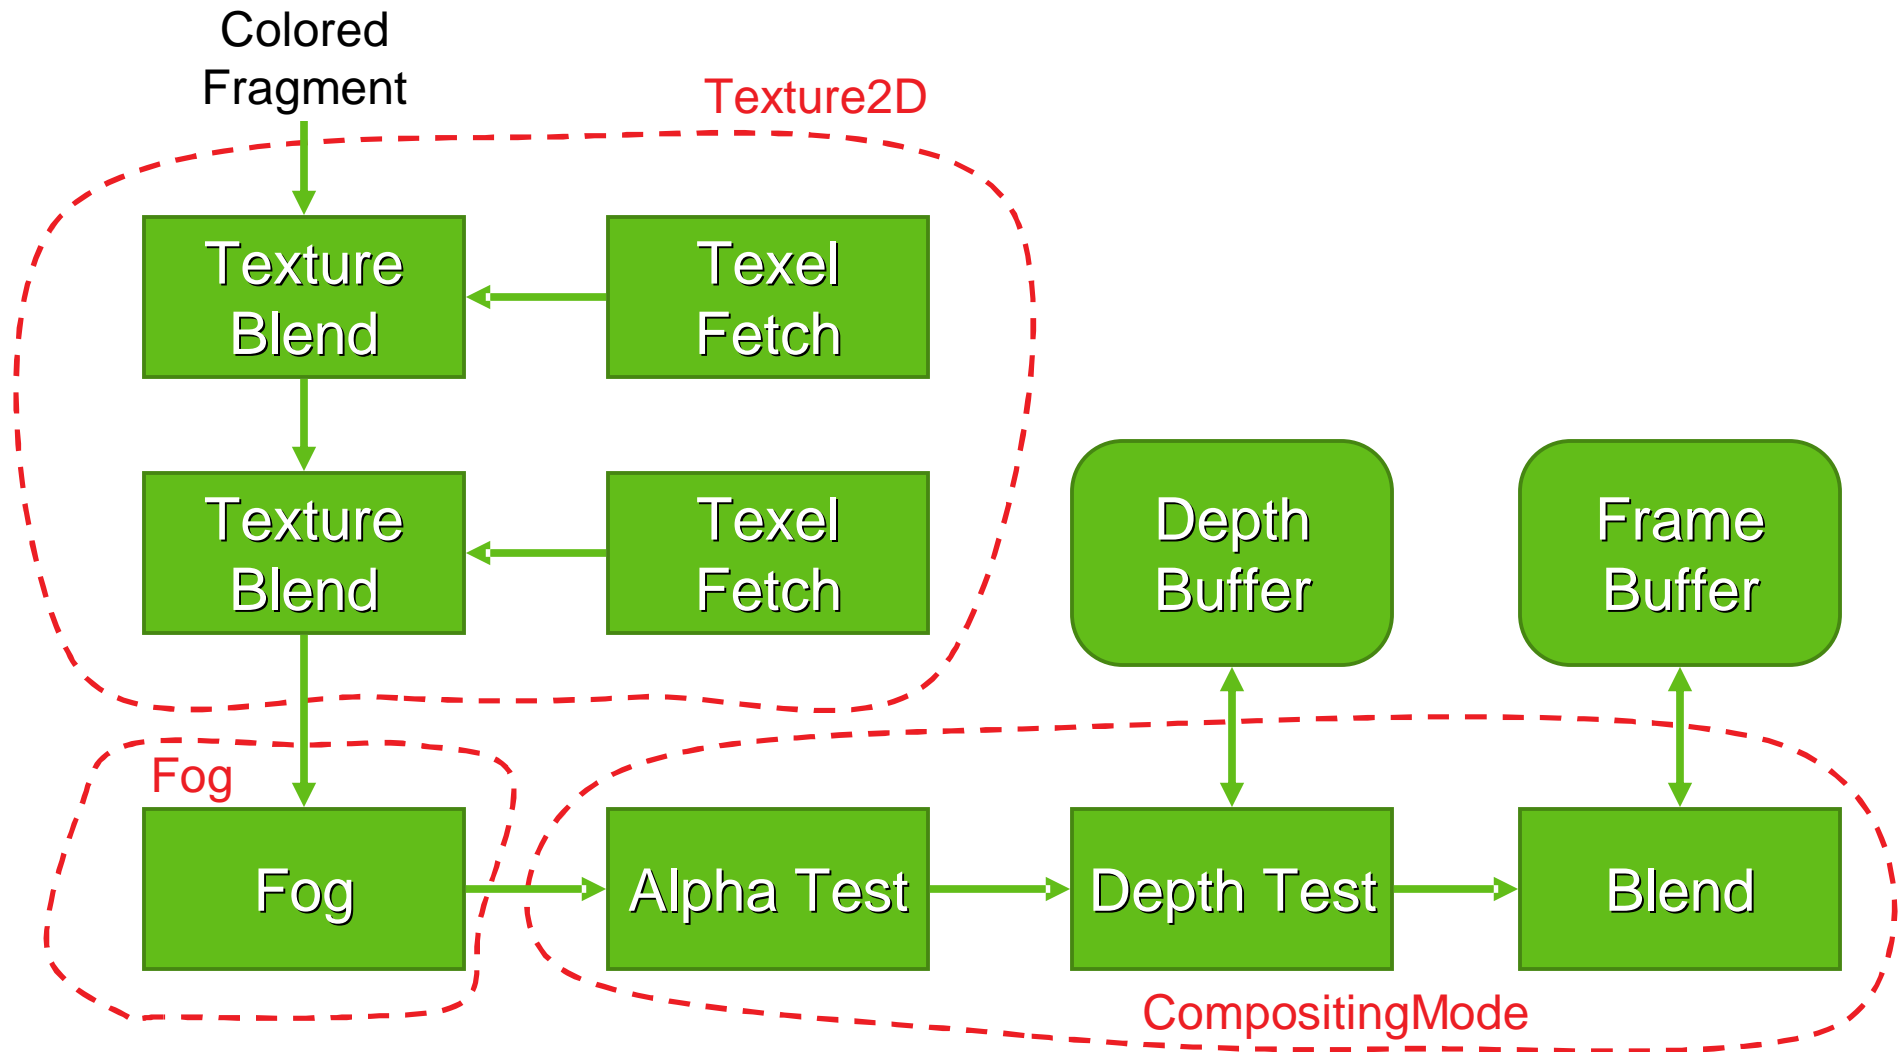 Colored
Fragment
Texture2D
Texture
Blend
Texel
Fetch
Texture
Blend
Texel
Fetch
Depth
Buffer
Frame
Buffer
Fog
Fog
Alpha Test
Depth Test
Blend
CompositingMode